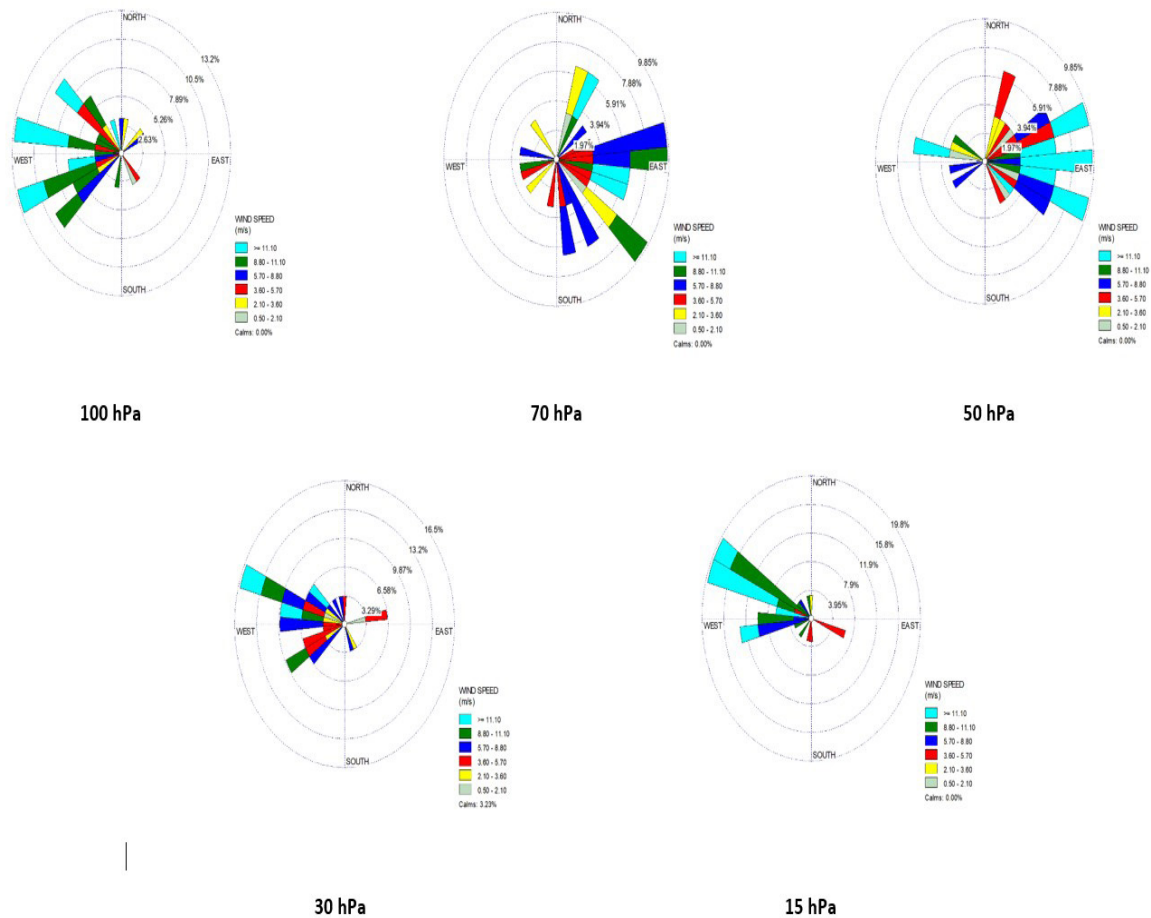 NORTH
13.2%
10.5%
7.89%
5.26%
2.63%
WEST
EAST
SOUTH
WIND SPEED
(m/s)
>= 11.10
8.80 - 11.10
5.70 - 8.80
3.60 - 5.70
2.10 - 3.60
0.50 - 2.10
Calms: 0.00%
100 hPa
NORTH
9.85%
7.88%
5.91%
3.94%
1.97%
WEST
EAST
SOUTH
WIND SPEED
(m/s)
>= 11.10
8.80 - 11.10
5.70 - 8.80
3.60 - 5.70
2.10 - 3.60
0.50 - 2.10
Calms: 0.00%
70 hPa
NORTH
9.85%
7.88%
5.91%
3.94%
1.97%
WEST
EAST
SOUTH
WIND SPEED
(m/s)
>= 11.10
8.80 - 11.10
5.70 - 8.80
3.60 - 5.70
2.10 - 3.60
0.50 - 2.10
Calms: 0.00%
50 hPa
NORTH
16.5%
13.2%
9.87%
6.58%
3.29%
WEST
EAST
SOUTH
WIND SPEED
(m/s)
>= 11.10
8.80 - 11.10
5.70 - 8.80
3.60 - 5.70
2.10 - 3.60
0.50 - 2.10
Calms: 3.23%
30 hPa
NORTH
19.8%
15.8%
11.9%
7.9%
3.95%
WEST
EAST
SOUTH
WIND SPEED
(m/s)
>= 11.10
8.80 - 11.10
5.70 - 8.80
3.60 - 5.70
2.10 - 3.60
0.50 - 2.10
Calms: 0.00%
15 hPa